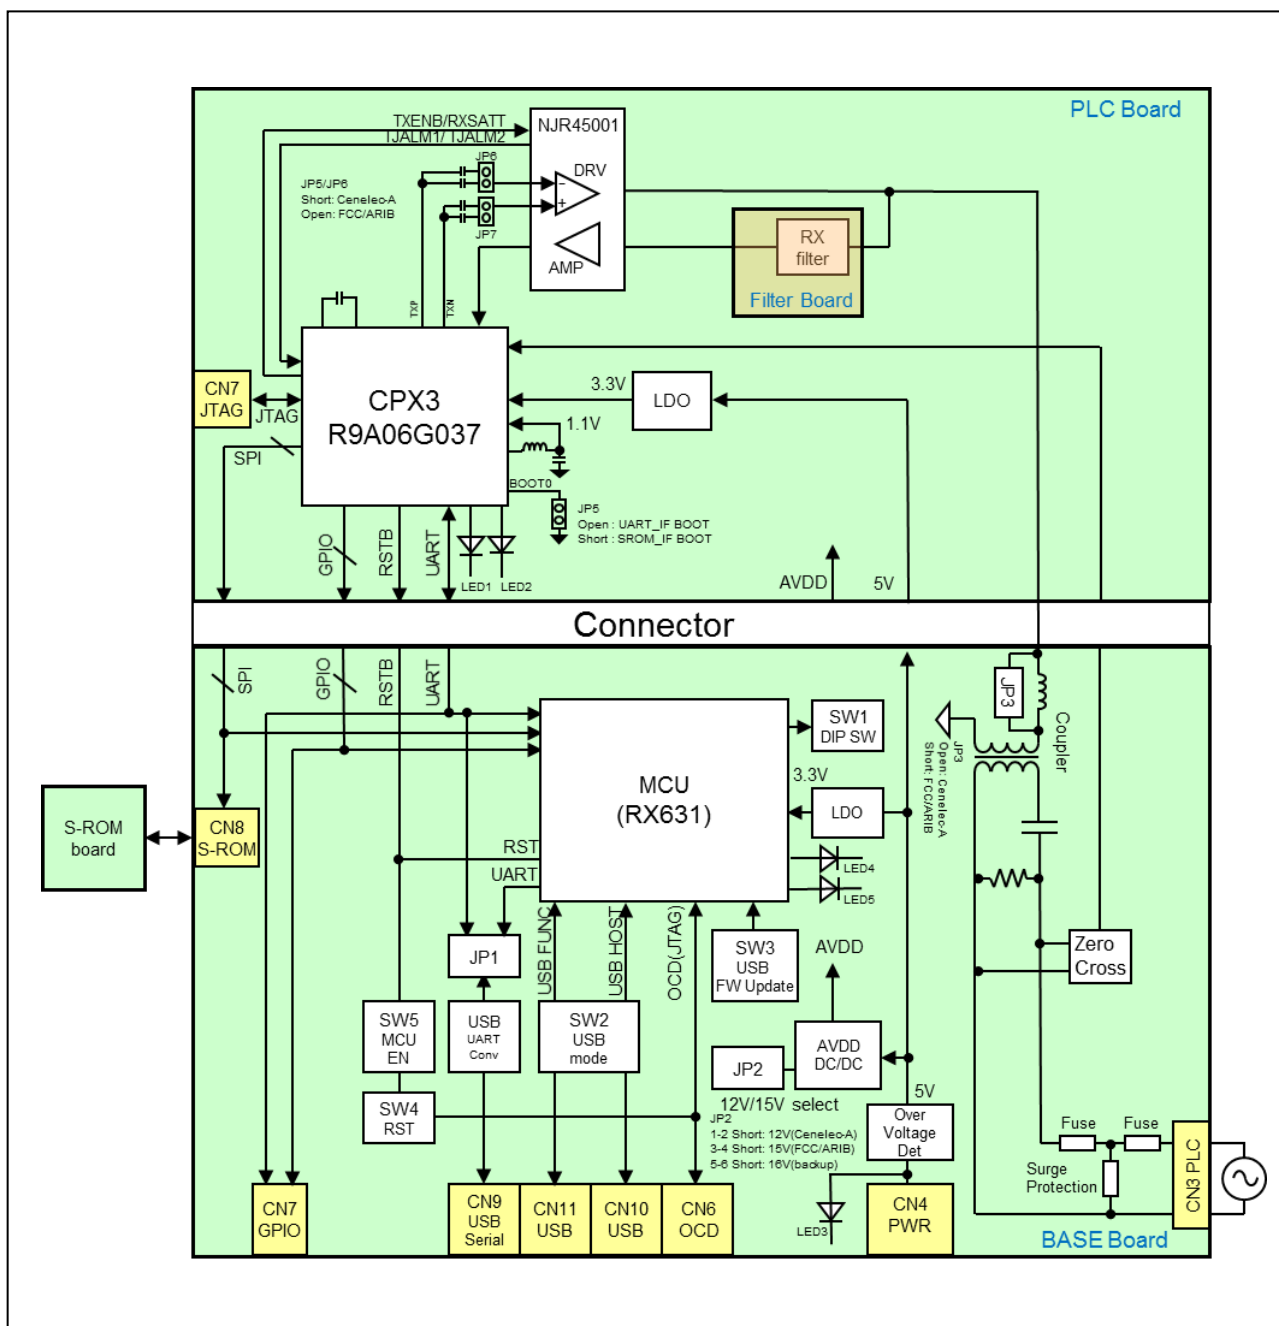 PLC Board
TXENB/RXSATT
TJALM1/ TJALM2
NJR45001
JP6
DRV
JP5/JP6
Short: Cenelec-A
Open: FCC/ARIB
JP7
AMP
RX
filter
Filter Board
TXP
TXN
CN7
JTAG
JTAG
CPX3
R9A06G037
3.3V
LDO
1.1V
SPI
BOOT0
JP5
Open : UART_IF BOOT
Short : SROM_IF BOOT
GPIO
RSTB
UART
LED1
LED2
AVDD
5V
Connector
SPI
GPIO
RSTB
UART
MCU
(RX631)
SW1
DIP SW
3.3V
LDO
JP3
Coupler
JP3
Open: Cenelec-A
Short: FCC/ARIB
S-ROM
board
CN8
S-ROM
RST
UART
LED4
LED5
USB FUNC
USB HOST
OCD(JTAG)
JP1
SW3
USB
FW Update
AVDD
Zero
Cross
SW5
MCU
EN
USB
UART
Conv
SW2
USB
mode
JP2
AVDD
DC/DC
12V/15V select
JP2
1-2 Short: 12V(Cenelec-A)
3-4 Short: 15V(FCC/ARIB)
5-6 Short: 16V(backup)
5V
Over
Voltage
Det
SW4
RST
Fuse
Fuse
Surge
Protection
CN3 PLC
CN7
GPIO
CN9
USB
Serial
CN11
USB
CN10
USB
CN6
OCD
LED3
CN4
PWR
BASE Board